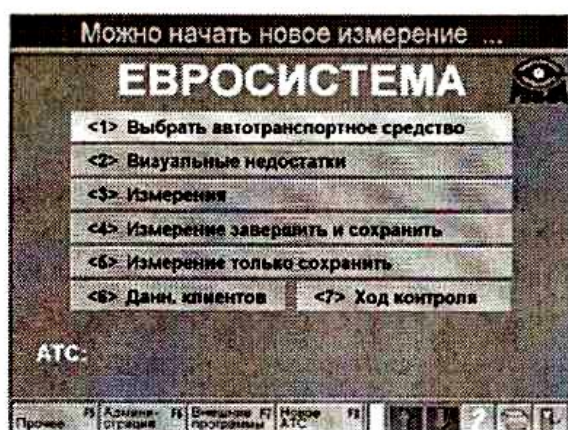 Можно начать новое измерение ...
ЕВРОСИСТЕМА
<1> Выбрать автотранспортное средство
<2> Визуальные недостатки
<3> Измерения
<4> Измерение завершить и сохранить
<5> Измерение только сохранить
<6> Данн. клиентов <7> Ход контроля
АТС:
Прочее F5 Админи-страция F6 Внешние программы F7 Новое АТС F8